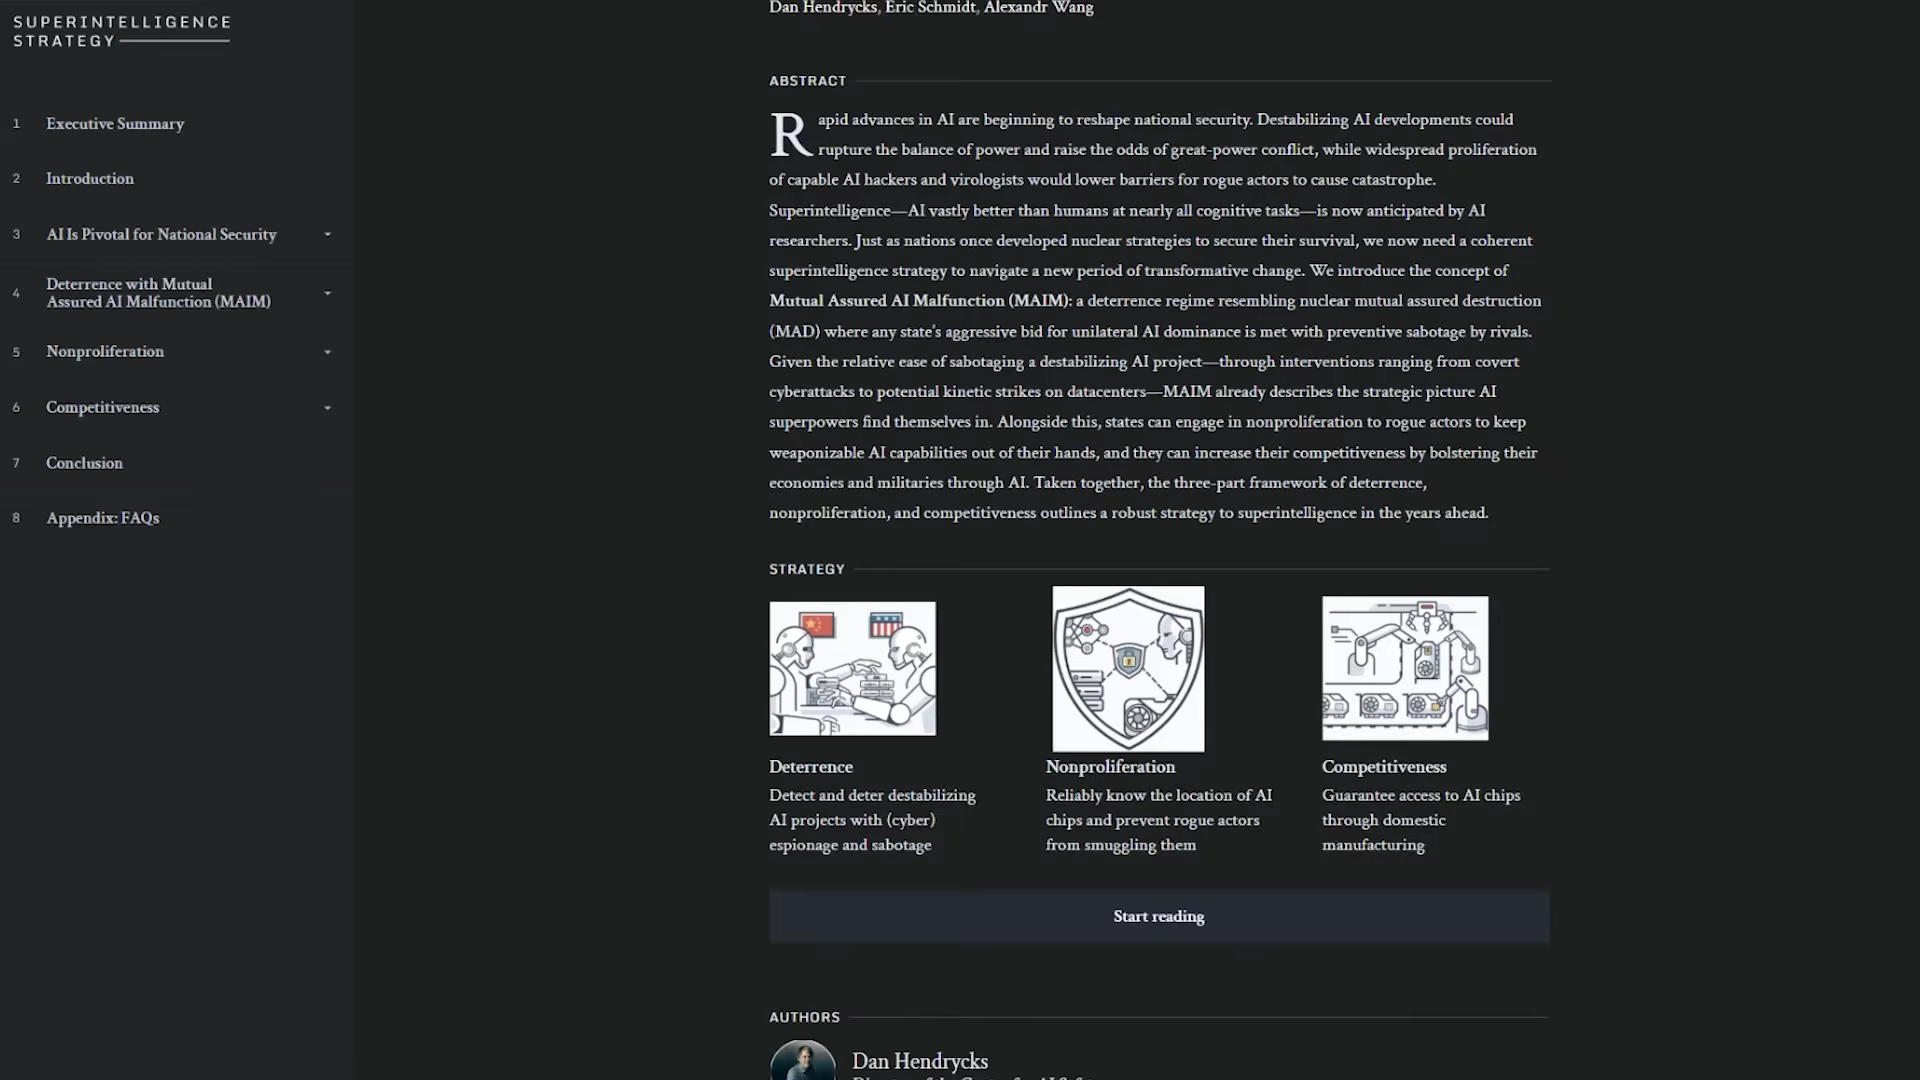 SUPERINTELLIGENCE
STRATEGY
1 Executive Summary
2 Introduction
3 AI Is Pivotal for National Security
4 Deterrence with Mutual
Assured AI Malfunction (MAIM)
5 Nonproliferation
6 Competitiveness
7 Conclusion
8 Appendix: FAQs
Dan Hendrycks, Eric Schmidt, Alexandr Wang
ABSTRACT
Rapid advances in AI are beginning to reshape national security. Destabilizing AI developments could
rupture the balance of power and raise the odds of great-power conflict, while widespread proliferation
of capable AI hackers and virologists would lower barriers for rogue actors to cause catastrophe.
Superintelligence—AI vastly better than humans at nearly all cognitive tasks—is now anticipated by AI
researchers. Just as nations once developed nuclear strategies to secure their survival, we now need a coherent
superintelligence strategy to navigate a new period of transformative change. We introduce the concept of
Mutual Assured AI Malfunction (MAIM): a deterrence regime resembling nuclear mutual assured destruction
(MAD) where any state’s aggressive bid for unilateral AI dominance is met with preventive sabotage by rivals.
Given the relative ease of sabotaging a destabilizing AI project—through interventions ranging from covert
cyberattacks to potential kinetic strikes on datacenters—MAIM already describes the strategic picture AI
superpowers find themselves in. Alongside this, states can engage in nonproliferation to rogue actors to keep
weaponizable AI capabilities out of their hands, and they can increase their competitiveness by bolstering their
economies and militaries through AI. Taken together, the three-part framework of deterrence,
nonproliferation, and competitiveness outlines a robust strategy to superintelligence in the years ahead.
STRATEGY
Deterrence
Detect and deter destabilizing
AI projects with (cyber)
espionage and sabotage
Nonproliferation
Reliably know the location of AI
chips and prevent rogue actors
from smuggling them
Competitiveness
Guarantee access to AI chips
through domestic
manufacturing
Start reading
AUTHORS
Dan Hendrycks